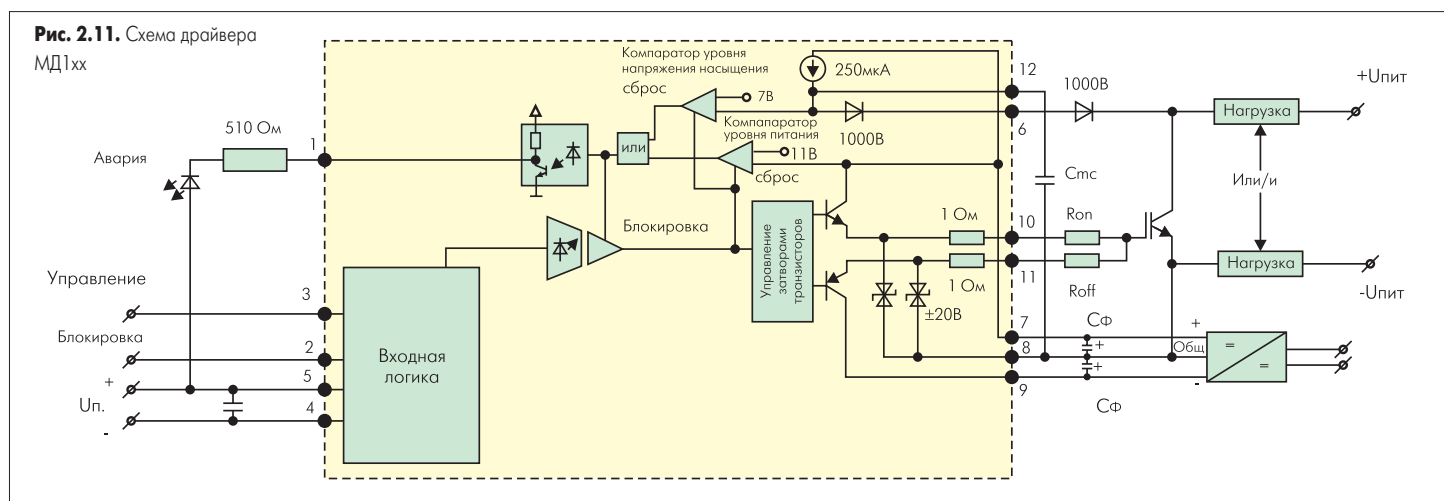 Рис. 2.11. Схема драйвера
МД1хх
Компаратор уровня
напряжения насыщения
сброс
7В
250мкА
12
1000В
+Uпит
Нагрузка
6
1000В
510 Ом
1
Авария
или
Компапаратор
уровня питания
11В
сброс
Cmc
Или/и
Блокировка
Управление
затворами
транзисторов
1 Ом
10
Ron
1 Ом
11
Roff
±20В
Нагрузка
-Uпит
Управление
3
Блокировка
2
+
5
Uп.
-
4
Входная
логика
7
CФ
+
8
+
Общ
+
9
CФ
-
=
=